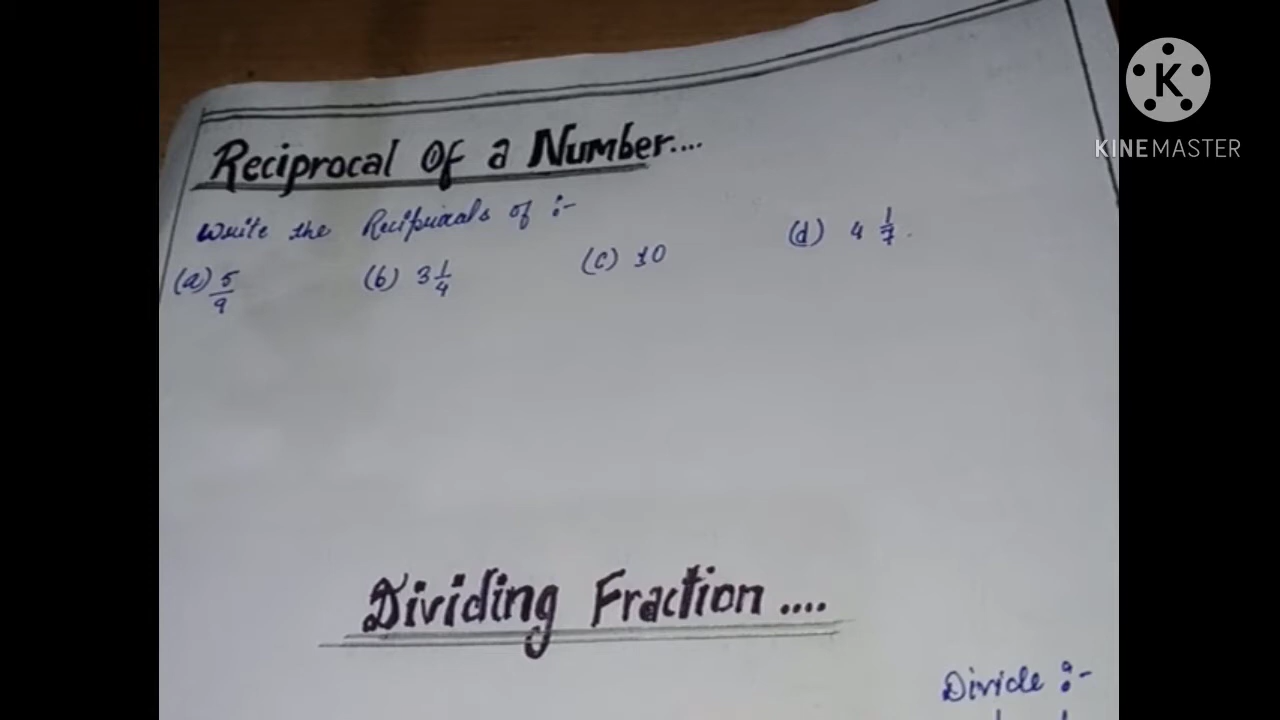 Reciprocal Of a Number....
Write the Reciprocals of :-
(a) 5/9 (b) 3 1/4 (c) 10 (d) 4 1/7.
Dividing Fraction ....
Divide :-
K
KINEMASTER